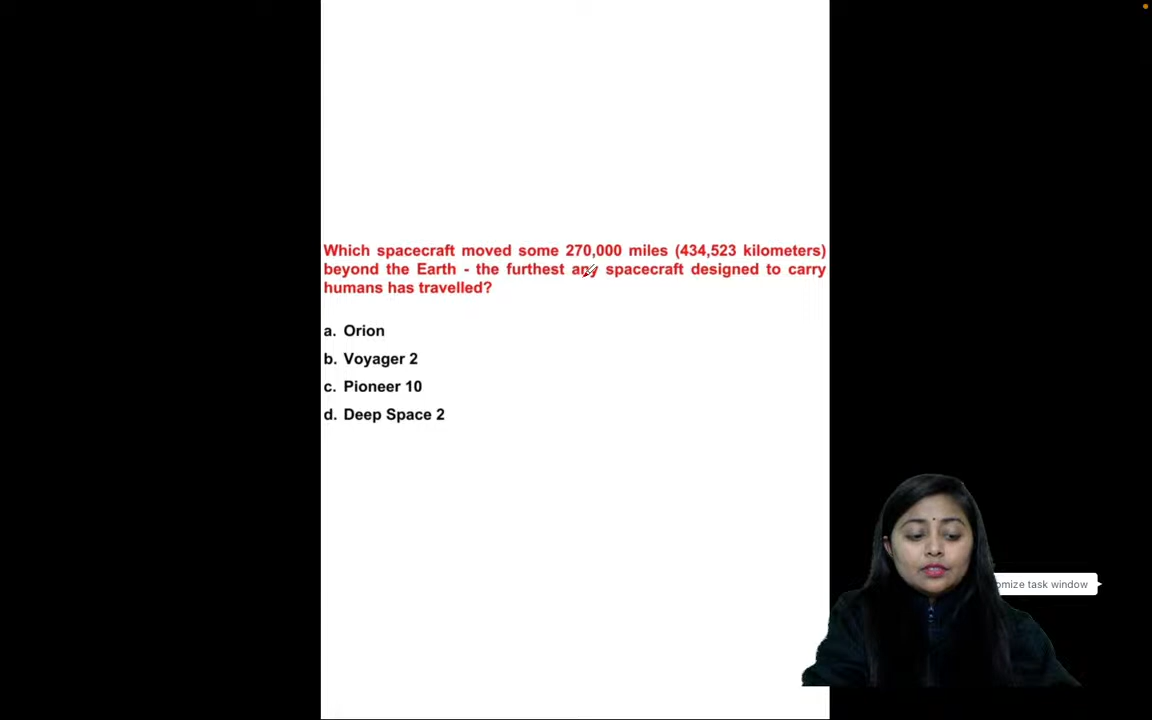 Which spacecraft moved some 270,000 miles (434,523 kilometers)
beyond the Earth - the furthest any spacecraft designed to carry
humans has travelled?
a. Orion
b. Voyager 2
c. Pioneer 10
d. Deep Space 2
omize task window